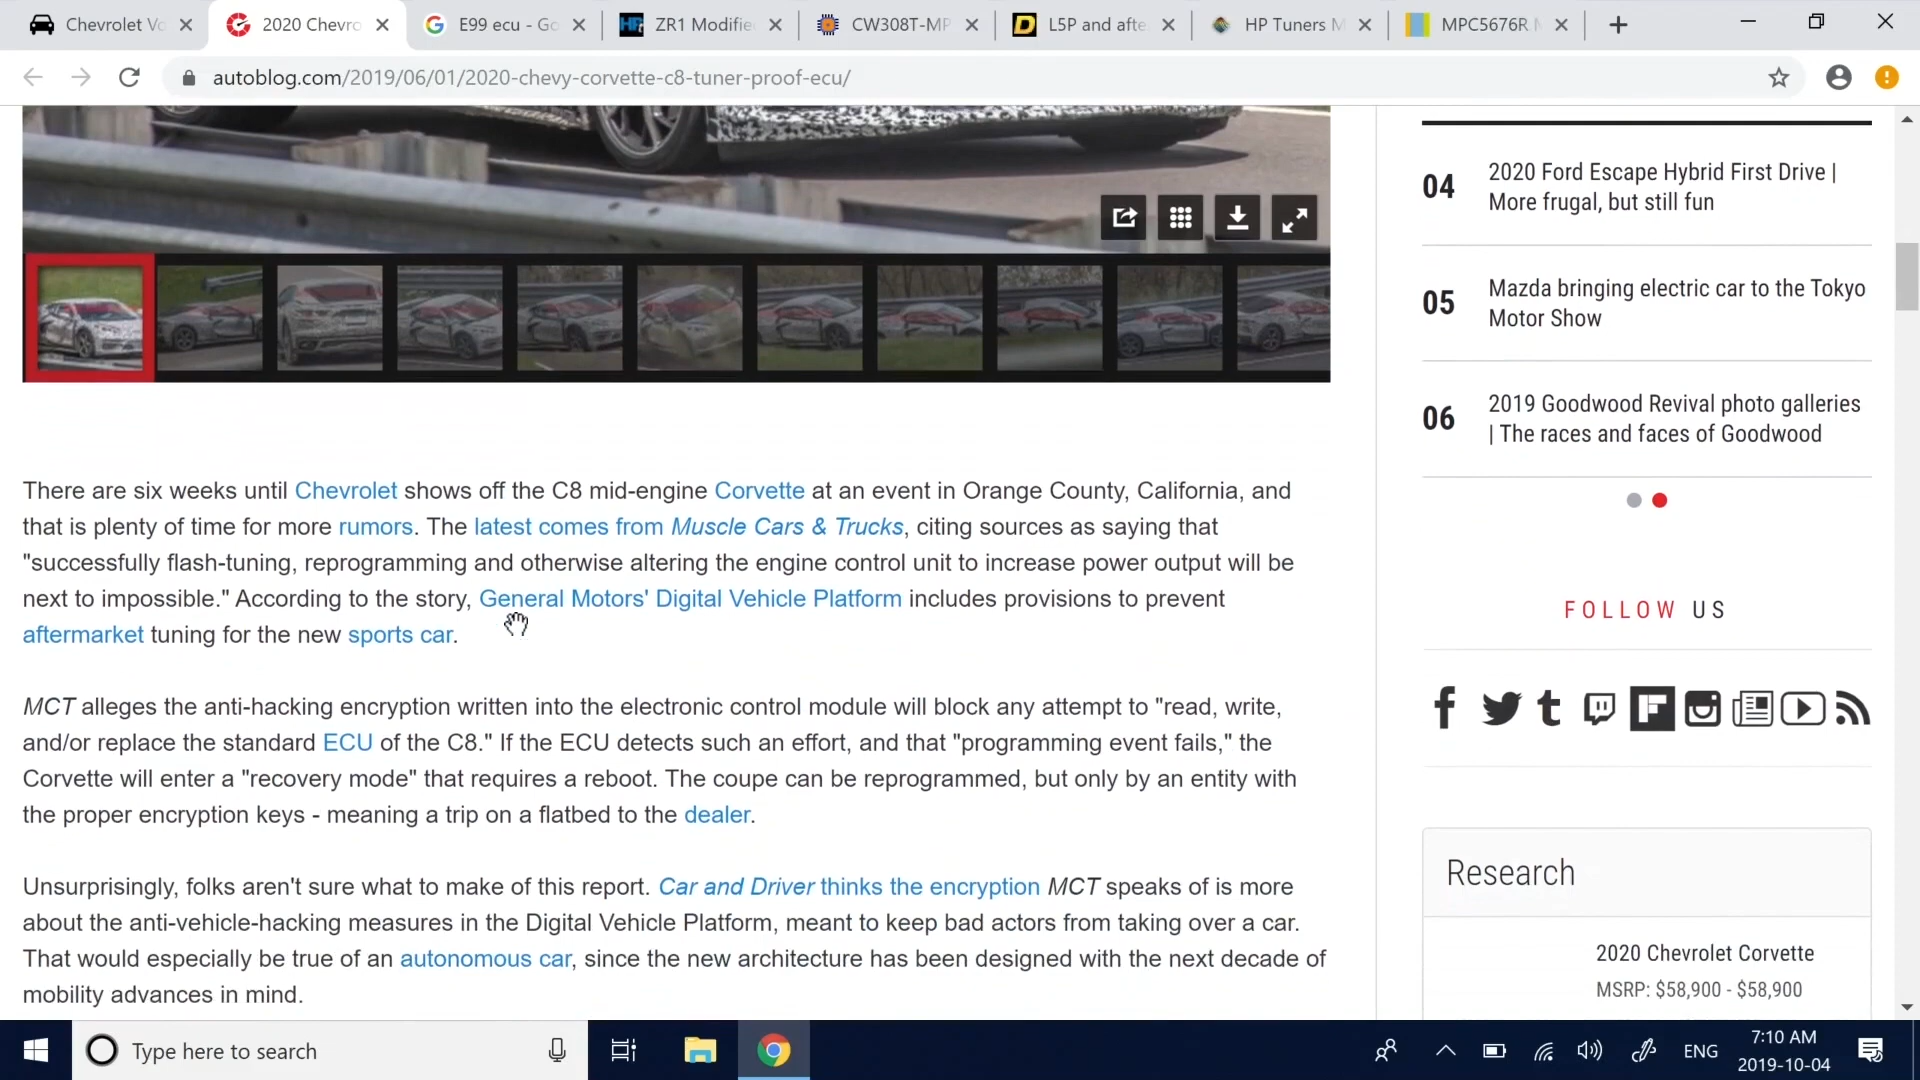 Chevrolet Vo
2020 Chevro
E99 ecu - Go
ZR1 Modifie
CW308T-MP
L5P and afte
HP Tuners M
MPC5676R M
autoblog.com/2019/06/01/2020-chevy-corvette-c8-tuner-proof-ecu/
04 2020 Ford Escape Hybrid First Drive |
More frugal, but still fun
05 Mazda bringing electric car to the Tokyo
Motor Show
06 2019 Goodwood Revival photo galleries
| The races and faces of Goodwood
There are six weeks until Chevrolet shows off the C8 mid-engine Corvette at an event in Orange County, California, and
that is plenty of time for more rumors. The latest comes from Muscle Cars & Trucks, citing sources as saying that
"successfully flash-tuning, reprogramming and otherwise altering the engine control unit to increase power output will be
next to impossible." According to the story, General Motors' Digital Vehicle Platform includes provisions to prevent
aftermarket tuning for the new sports car.
MCT alleges the anti-hacking encryption written into the electronic control module will block any attempt to "read, write,
and/or replace the standard ECU of the C8." If the ECU detects such an effort, and that "programming event fails," the
Corvette will enter a "recovery mode" that requires a reboot. The coupe can be reprogrammed, but only by an entity with
the proper encryption keys - meaning a trip on a flatbed to the dealer.
Unsurprisingly, folks aren't sure what to make of this report. Car and Driver thinks the encryption MCT speaks of is more
about the anti-vehicle-hacking measures in the Digital Vehicle Platform, meant to keep bad actors from taking over a car.
That would especially be true of an autonomous car, since the new architecture has been designed with the next decade of
mobility advances in mind.
FOLLOW US
Research
2020 Chevrolet Corvette
MSRP: $58,900 - $58,900
Type here to search
ENG
7:10 AM
2019-10-04